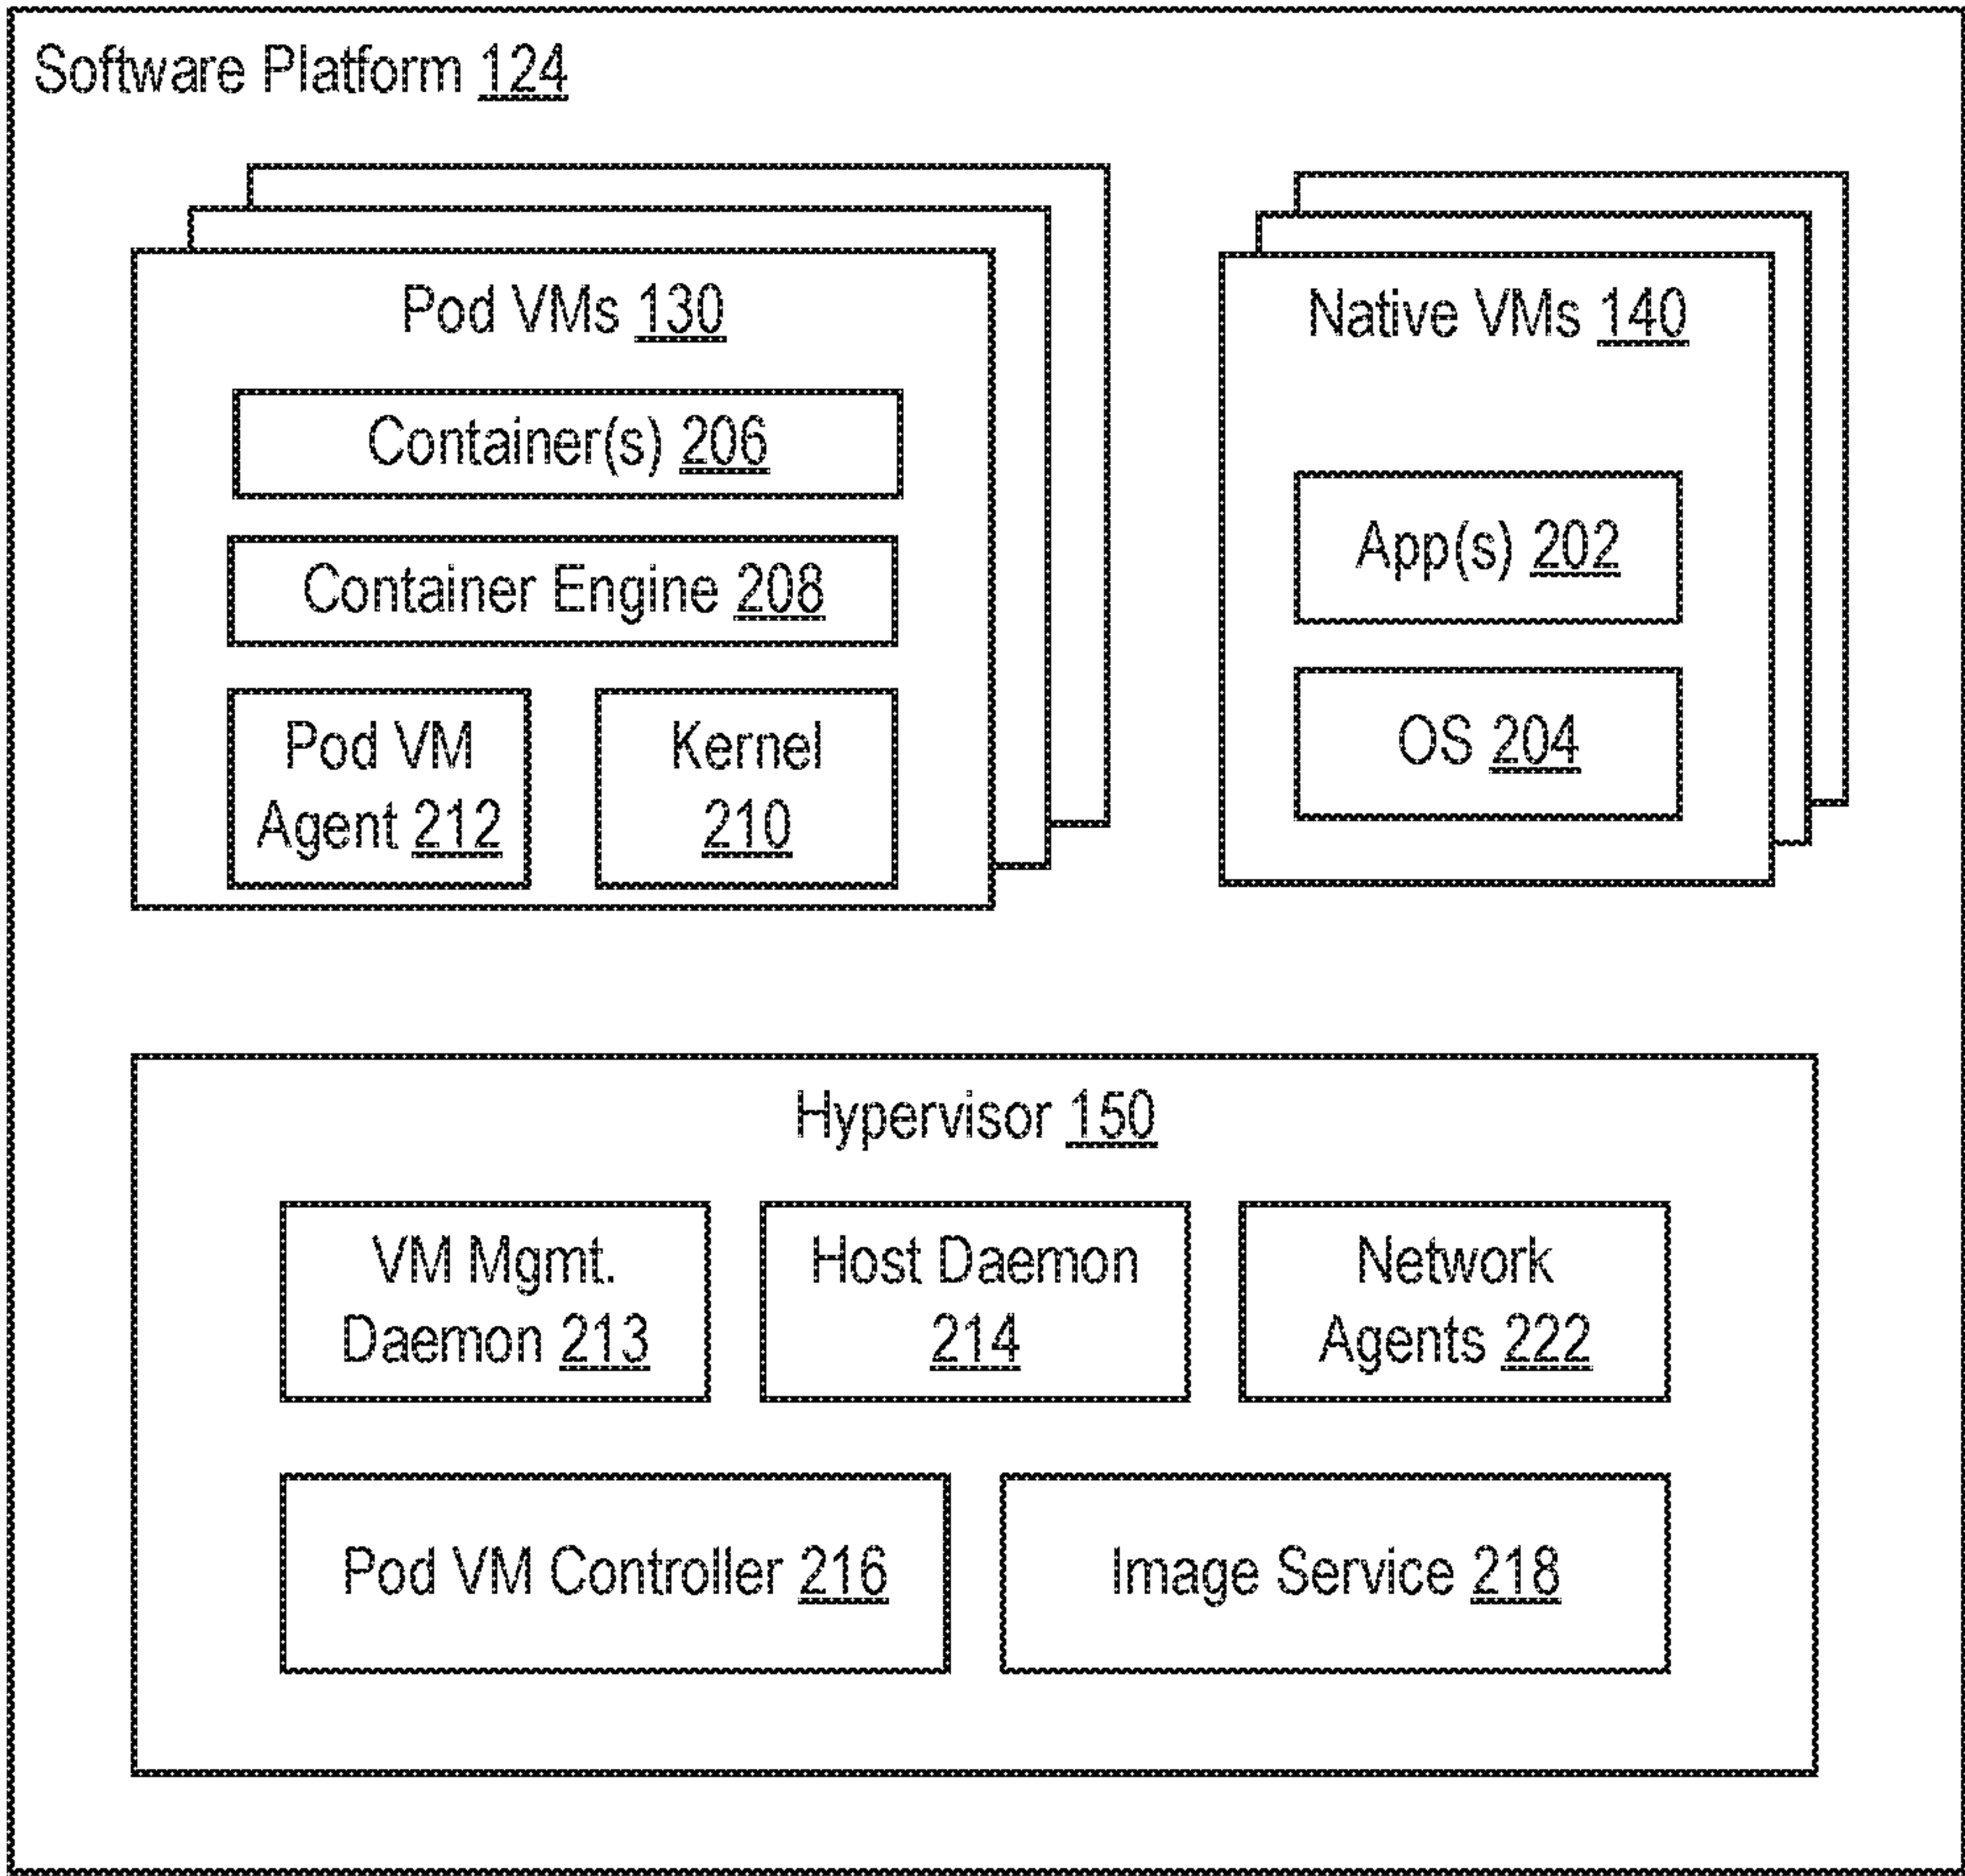 Software Platform 124
Pod VMs 130
Container(s) 206
Container Engine 208
Pod VM
Agent 212
Kernel
210
Native VMs 140
App(s) 202
OS 204
Hypervisor 150
VM Mgmt.
Daemon 213
Host Daemon
214
Network
Agents 222
Pod VM Controller 216
Image Service 218